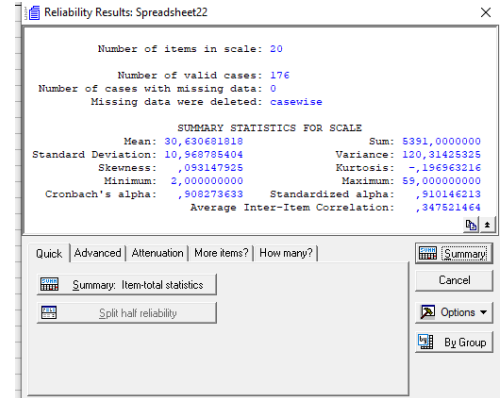 Reliability Results: Spreadsheet22
Number of items in scale: 20
Number of valid cases: 176
Number of cases with missing data: 0
Missing data were deleted: casewise
SUMMARY STATISTICS FOR SCALE
Mean: 30,630681818 Sum: 5391,0000000
Standard Deviation: 10,968785404 Variance: 120,31425325
Skewness: ,093147925 Kurtosis: -,196963216
Minimum: 2,000000000 Maximum: 59,000000000
Cronbach's alpha: ,908273633 Standardized alpha: ,910146213
Average Inter-Item Correlation: ,347521464
Quick Advanced Attenuation More items? How many?
Summary
Summary: Item-total statistics
Cancel
Split half reliability
Options
By Group